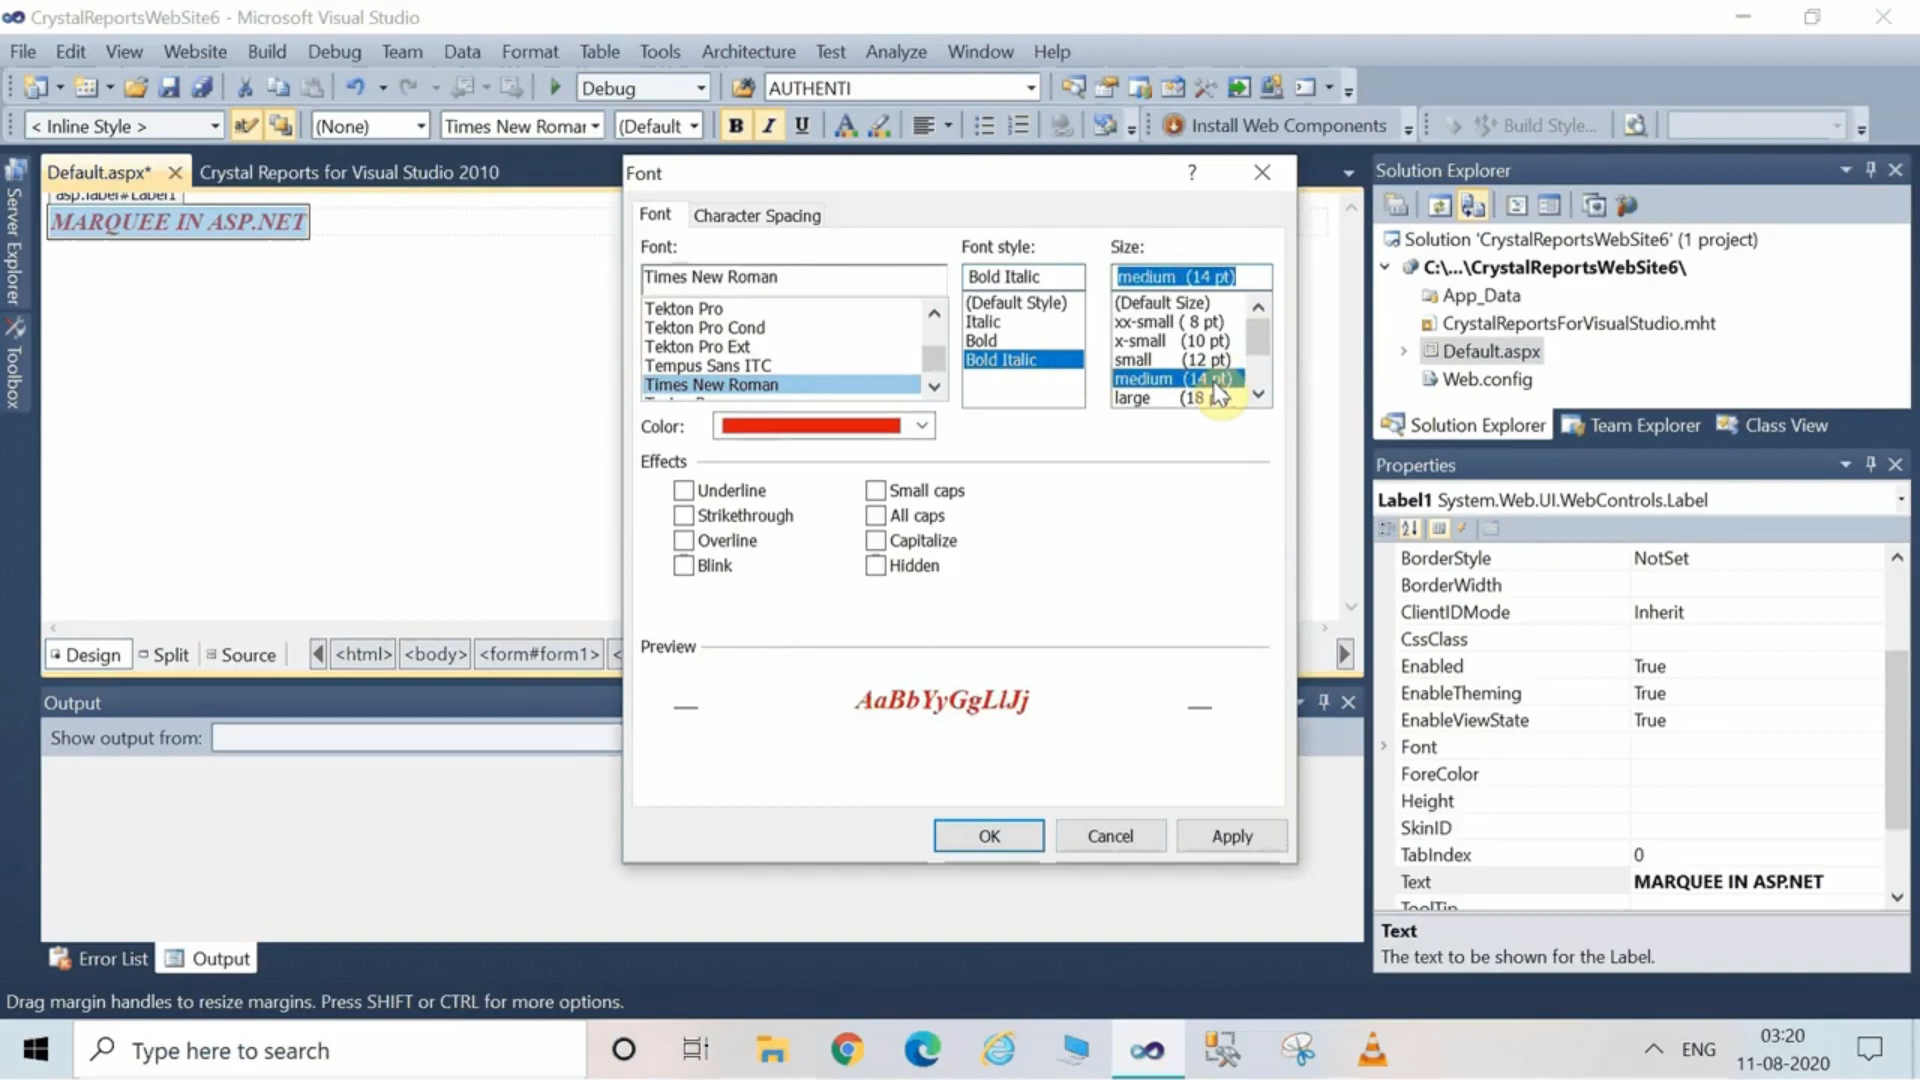 CrystalReportsWebSite6 - Microsoft Visual Studio
File Edit View Website Build Debug Team Data Format Table Tools Architecture Test Analyze Window Help
Debug AUTHENTI
< Inline Style > (None) Times New Romar (Default B I U Install Web Components Build Style...
Server Explorer
Toolbox
Default.aspx* Crystal Reports for Visual Studio 2010
asp:label#Label1
MARQUEE IN ASP.NET
Design Split Source <html> <body> <form#form1> <
Output
Show output from:
Error List Output
Drag margin handles to resize margins. Press SHIFT or CTRL for more options.
Font ?
Font Character Spacing
Font: Font style: Size:
Times New Roman Bold Italic medium (14 pt)
Tekton Pro
Tekton Pro Cond
Tekton Pro Ext
Tempus Sans ITC
Times New Roman
(Default Style)
Italic
Bold
Bold Italic
(Default Size)
xx-small ( 8 pt)
x-small (10 pt)
small (12 pt)
medium (14 pt)
large (18
Color:
Effects
Underline Small caps
Strikethrough All caps
Overline Capitalize
Blink Hidden
Preview
AaBbYyGgLlJj
OK Cancel Apply
Solution Explorer
Solution 'CrystalReportsWebSite6' (1 project)
C:\...\CrystalReportsWebSite6\
App_Data
CrystalReportsForVisualStudio.mht
Default.aspx
Web.config
Solution Explorer Team Explorer Class View
Properties
Label1 System.Web.UI.WebControls.Label
BorderStyle NotSet
BorderWidth
ClientIDMode Inherit
CssClass
Enabled True
EnableTheming True
EnableViewState True
Font
ForeColor
Height
SkinID
TabIndex 0
Text MARQUEE IN ASP.NET
ToolTip
Text
The text to be shown for the Label.
Type here to search
ENG
03:20
11-08-2020